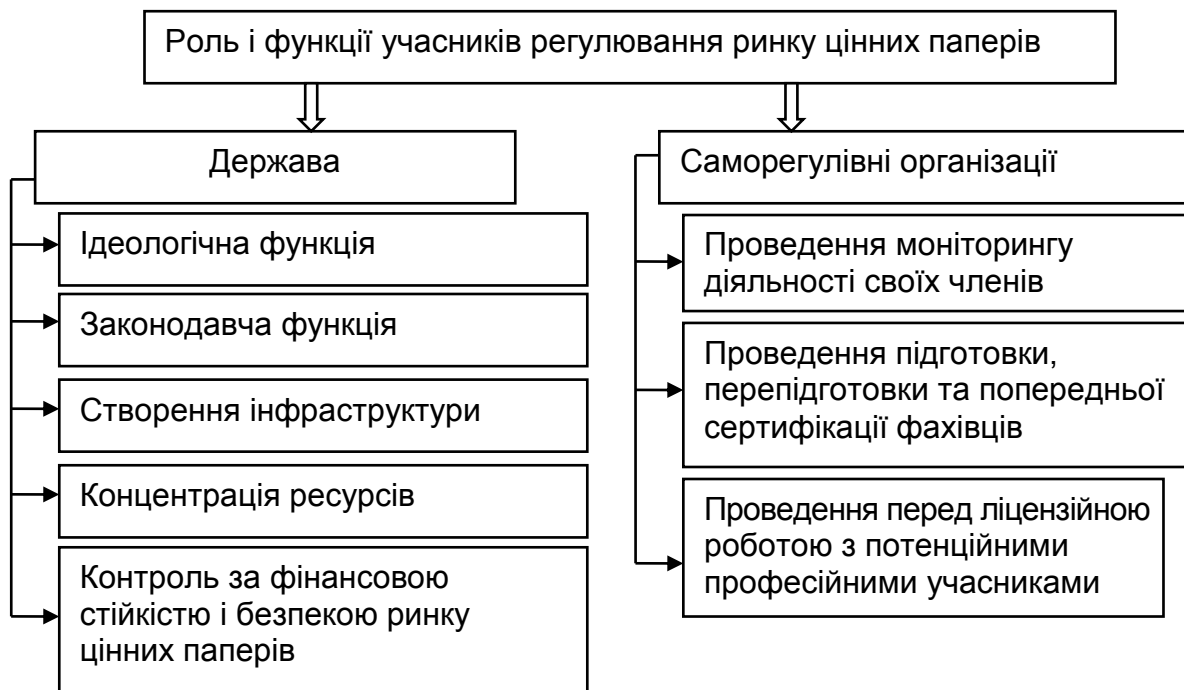 Роль і функції учасників регулювання ринку цінних паперів
Держава
Ідеологічна функція
Законодавча функція
Створення інфраструктури
Концентрація ресурсів
Контроль за фінансовою
стійкістю і безпекою ринку
цінних паперів
Саморегулівні організації
Проведення моніторингу
діяльності своїх членів
Проведення підготовки,
перепідготовки та попередньої
сертифікації фахівців
Проведення перед ліцензійною
роботою з потенційними
професійними учасниками